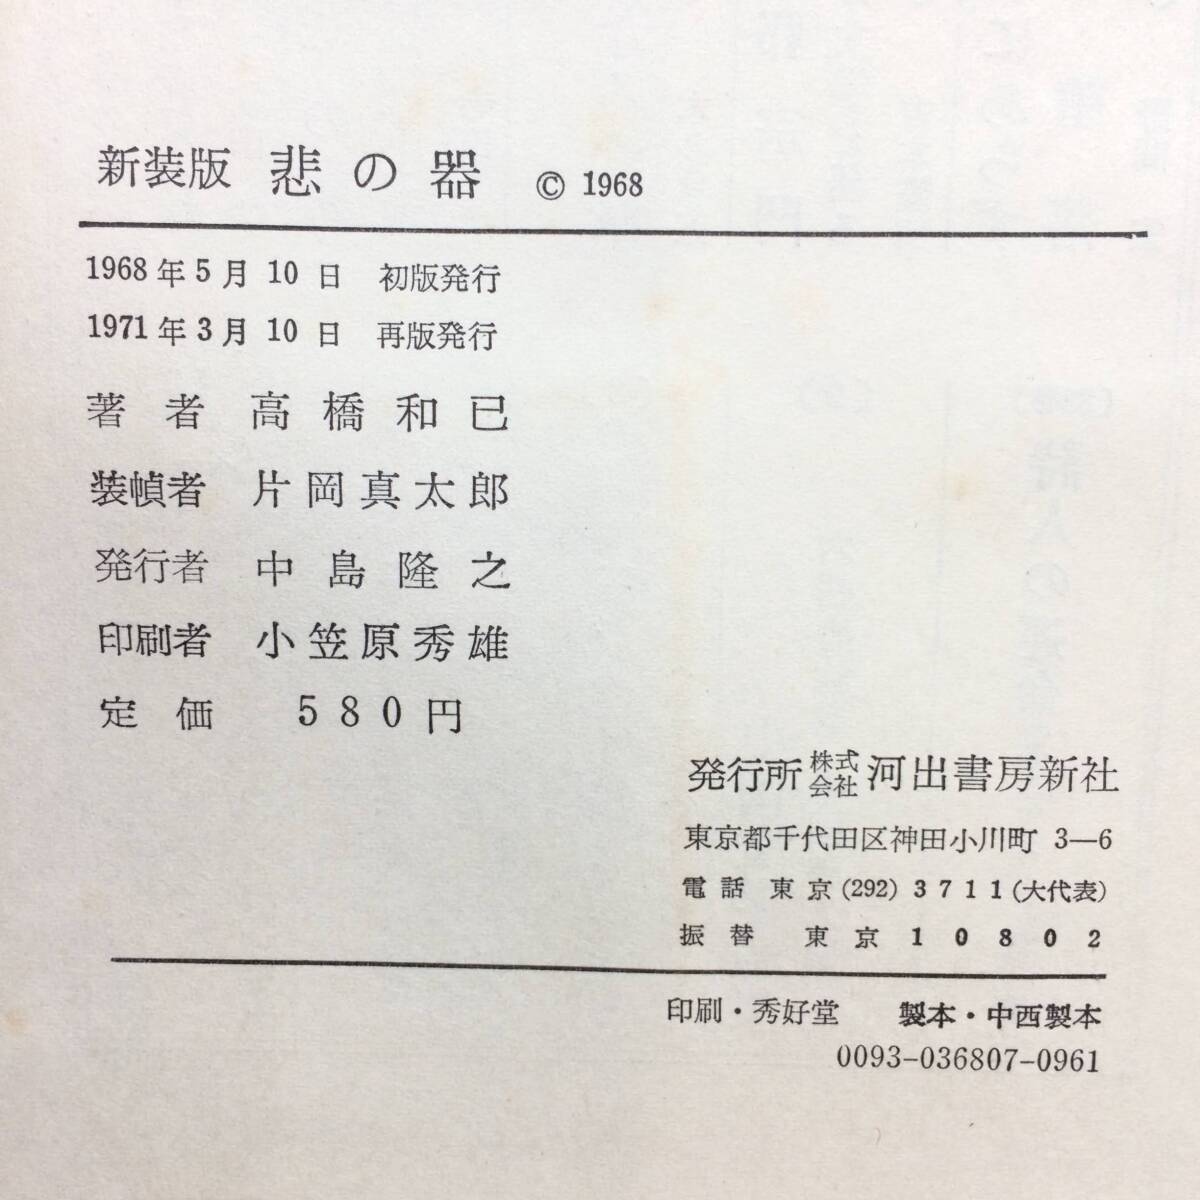 新装版 悲の器 © 1968
1968年5月10日 初版発行
1971年3月10日 再版発行
著者 高橋和巳
装幀者 片岡真太郎
発行者 中島隆之
印刷者 小笠原秀雄
定価 580円
発行所 株式会社 河出書房新社
東京都千代田区神田小川町 3—6
電話 東京(292)3711(大代表)
振替 東京 10802
印刷・秀好堂 製本・中西製本
0093-036807-0961